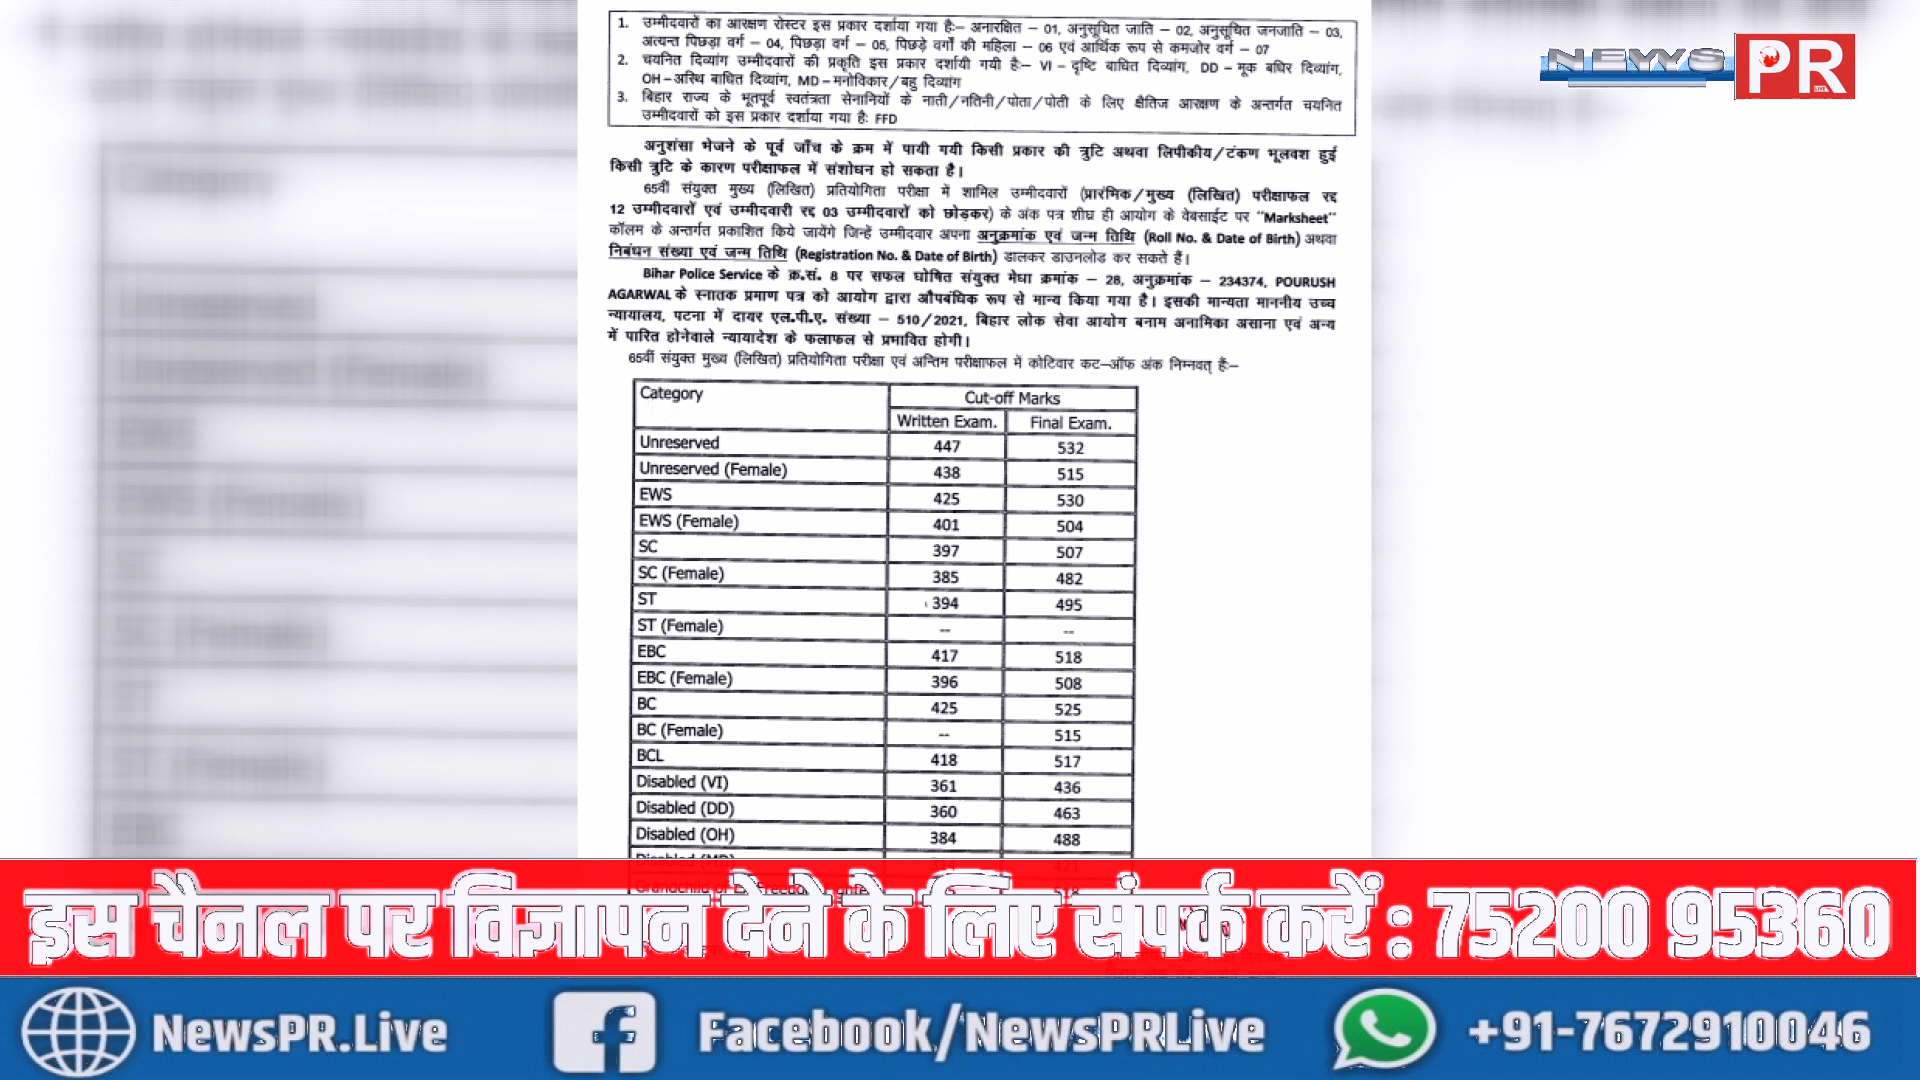 1. उम्मीदवारों का आरक्षण रोस्टर इस प्रकार दर्शाया गया है:– अनारक्षित – 01, अनुसूचित जाति – 02, अनुसूचित जनजाति – 03,
अत्यन्त पिछड़ा वर्ग – 04, पिछड़ा वर्ग – 05, पिछड़े वर्गों की महिला – 06 एवं आर्थिक रूप से कमजोर वर्ग – 07
2. चयनित दिव्यांग उम्मीदवारों की प्रकृति इस प्रकार दर्शायी गयी है:– VI – दृष्टि बाधित दिव्यांग, DD – मूक बधिर दिव्यांग,
OH – अस्थि बाधित दिव्यांग, MD – मनोविकार/बहु दिव्यांग
3. बिहार राज्य के भूतपूर्व स्वतंत्रता सेनानियों के नाती/नतिनी/पोता/पोती के लिए क्षैतिज आरक्षण के अन्तर्गत चयनित
उम्मीदवारों को इस प्रकार दर्शाया गया है: FFD
अनुशंसा भेजने के पूर्व जाँच के क्रम में पायी गयी किसी प्रकार की त्रुटि अथवा लिपीकीय/टंकण भूलवश हुई
किसी त्रुटि के कारण परीक्षाफल में संशोधन हो सकता है।
65वीं संयुक्त मुख्य (लिखित) प्रतियोगिता परीक्षा में शामिल उम्मीदवारों (प्रारंभिक/मुख्य (लिखित) परीक्षाफल रद्द
12 उम्मीदवारों एवं उम्मीदवारी रद्द 03 उम्मीदवारों को छोड़कर) के अंक पत्र शीघ्र ही आयोग के वेबसाईट पर "Marksheet"
कॉलम के अन्तर्गत प्रकाशित किये जायेंगे जिन्हें उम्मीदवार अपना अनुक्रमांक एवं जन्म तिथि (Roll No. & Date of Birth) अथवा
निबंधन संख्या एवं जन्म तिथि (Registration No. & Date of Birth) डालकर डाउनलोड कर सकते हैं।
Bihar Police Service के क्र.सं. 8 पर सफल घोषित संयुक्त मेधा क्रमांक – 28, अनुक्रमांक – 234374, POURUSH
AGARWAL के स्नातक प्रमाण पत्र को आयोग द्वारा औपबंधिक रूप से मान्य किया गया है। इसकी मान्यता माननीय उच्च
न्यायालय, पटना में दायर एल.पी.ए. संख्या – 510/2021, बिहार लोक सेवा आयोग बनाम अनामिका असाना एवं अन्य
में पारित होनेवाले न्यायादेश के फलाफल से प्रभावित होगी।
65वीं संयुक्त मुख्य (लिखित) प्रतियोगिता परीक्षा एवं अन्तिम परीक्षाफल में कोटिवार कट–ऑफ अंक निम्नवत् हैं:–
Category Cut-off Marks
Written Exam. Final Exam.
Unreserved 447 532
Unreserved (Female) 438 515
EWS 425 530
EWS (Female) 401 504
SC 397 507
SC (Female) 385 482
ST 394 495
ST (Female) -- --
EBC 417 518
EBC (Female) 396 508
BC 425 525
BC (Female) -- 515
BCL 418 517
Disabled (VI) 361 436
Disabled (DD) 360 463
Disabled (OH) 384 488
NEWS PR
इस चैनल पर विज्ञापन देने के लिए संपर्क करें : 75200 95360
NewsPR.Live Facebook/NewsPRLive +91-7672910046